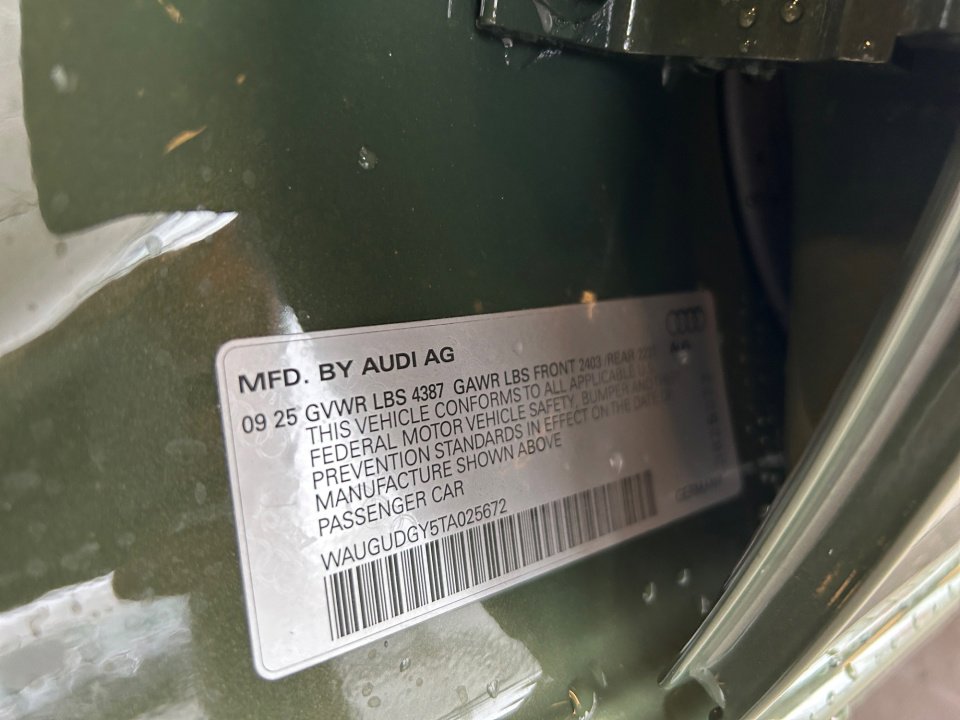 MFD. BY AUDI AG
09 25 GVWR LBS 4387 GAWR LBS FRONT 2403 /REAR
THIS VEHICLE CONFORMS TO ALL APPLICABLE
FEDERAL MOTOR VEHICLE SAFETY, BUMPER AND THEFT
PREVENTION STANDARDS IN EFFECT ON THE DATE OF
MANUFACTURE SHOWN ABOVE
PASSENGER CAR
WAUGUDGY5TA025672
GERMANY